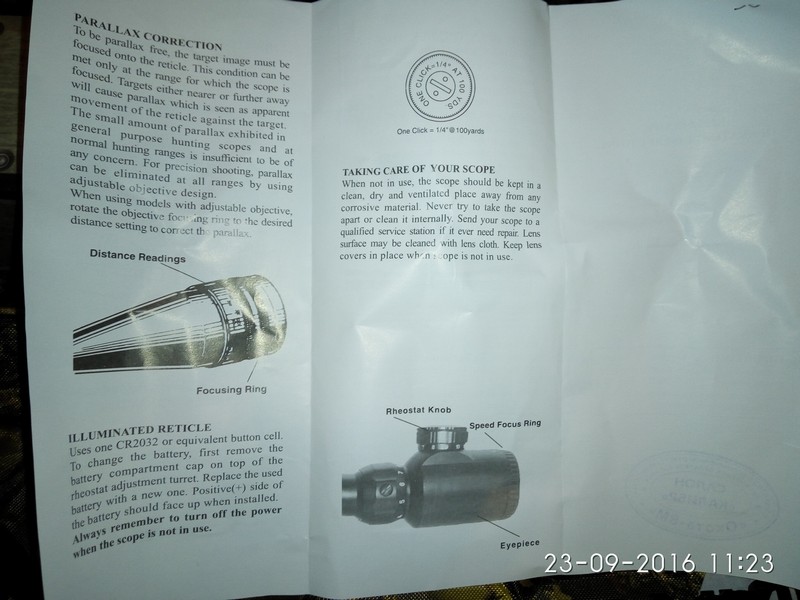 PARALLAX CORRECTION
To be parallax free, the target image must be
focused onto the reticle. This condition can be
met only at the range for which the scope is
focused. Targets either nearer or further away
will cause parallax which is seen as apparent
movement of the reticle against the target.
The small amount of parallax exhibited in
general purpose hunting scopes and at
normal hunting ranges is insufficient to be of
any concern. For precision shooting, parallax
can be eliminated at all ranges by using
adjustable objective design.
When using models with adjustable objective,
rotate the objective focusing ring to the desired
distance setting to correct the parallax.
Distance Readings
Focusing Ring
ILLUMINATED RETICLE
Uses one CR2032 or equivalent button cell.
To change the battery, first remove the
battery compartment cap on top of the
rheostat adjustment turret. Replace the used
battery with a new one. Positive(+) side of
the battery should face up when installed.
Always remember to turn off the power
when the scope is not in use.
ONE CLICK=1/4" AT 100 YDS
One Click = 1/4"@100yards
TAKING CARE OF YOUR SCOPE
When not in use, the scope should be kept in a
clean, dry and ventilated place away from any
corrosive material. Never try to take the scope
apart or clean it internally. Send your scope to a
qualified service station if it ever need repair. Lens
surface may be cleaned with lens cloth. Keep lens
covers in place when scope is not in use.
Rheostat Knob
Speed Focus Ring
Eyepiece
23-09-2016 11:23